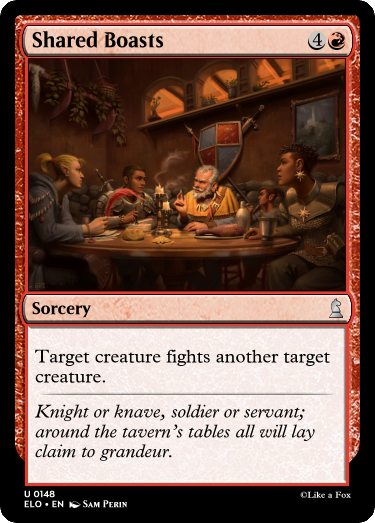 Shared Boasts 4
Sorcery
Target creature fights another target
creature.
Knight or knave, soldier or servant;
around the tavern's tables all will lay
claim to grandeur.
U 0148
ELO • EN Sam Perin
©Like a Fox